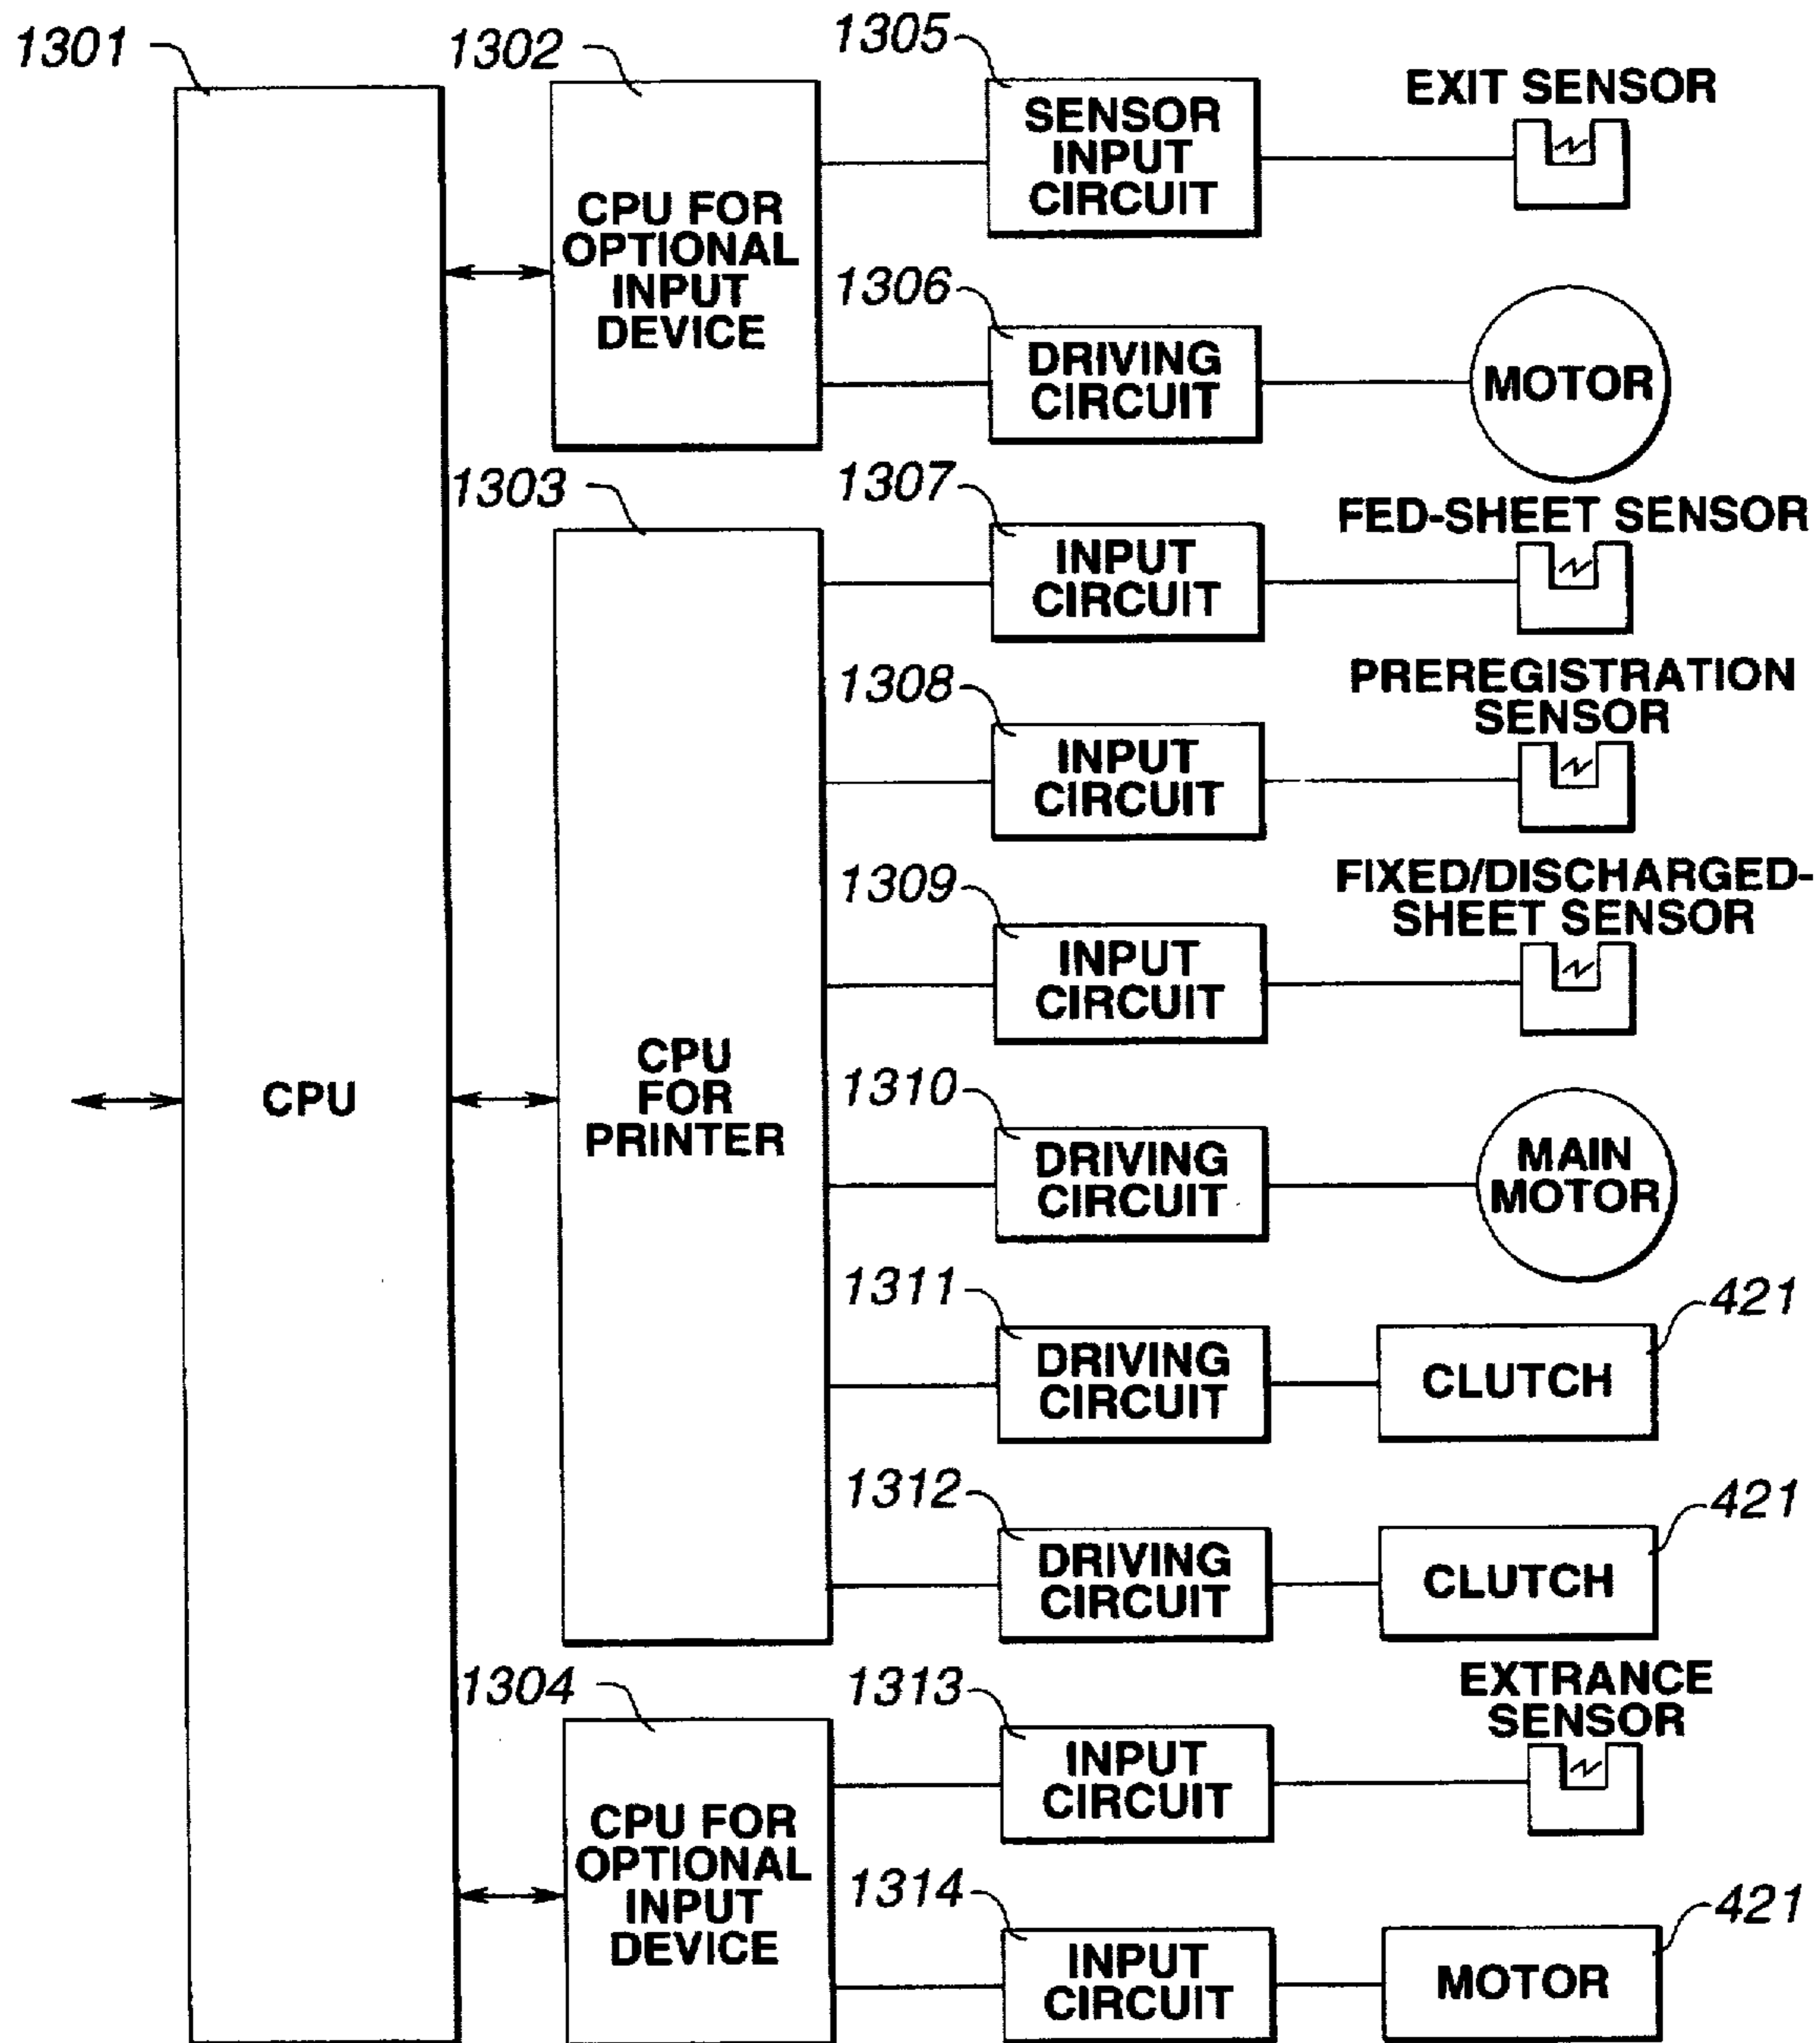 1301
1302
1305
EXIT SENSOR
SENSOR
INPUT
CIRCUIT
CPU FOR
OPTIONAL
INPUT
DEVICE
1306
DRIVING
CIRCUIT
MOTOR
1303
1307
FED-SHEET SENSOR
INPUT
CIRCUIT
1308
PREREGISTRATION
SENSOR
INPUT
CIRCUIT
1309
FIXED/DISCHARGED-
SHEET SENSOR
INPUT
CIRCUIT
CPU
CPU
FOR
PRINTER
1310
DRIVING
CIRCUIT
MAIN
MOTOR
1311
421
DRIVING
CIRCUIT
CLUTCH
1312
421
DRIVING
CIRCUIT
CLUTCH
1304
1313
EXTRANCE
SENSOR
INPUT
CIRCUIT
CPU FOR
OPTIONAL
INPUT
DEVICE
1314
421
INPUT
CIRCUIT
MOTOR